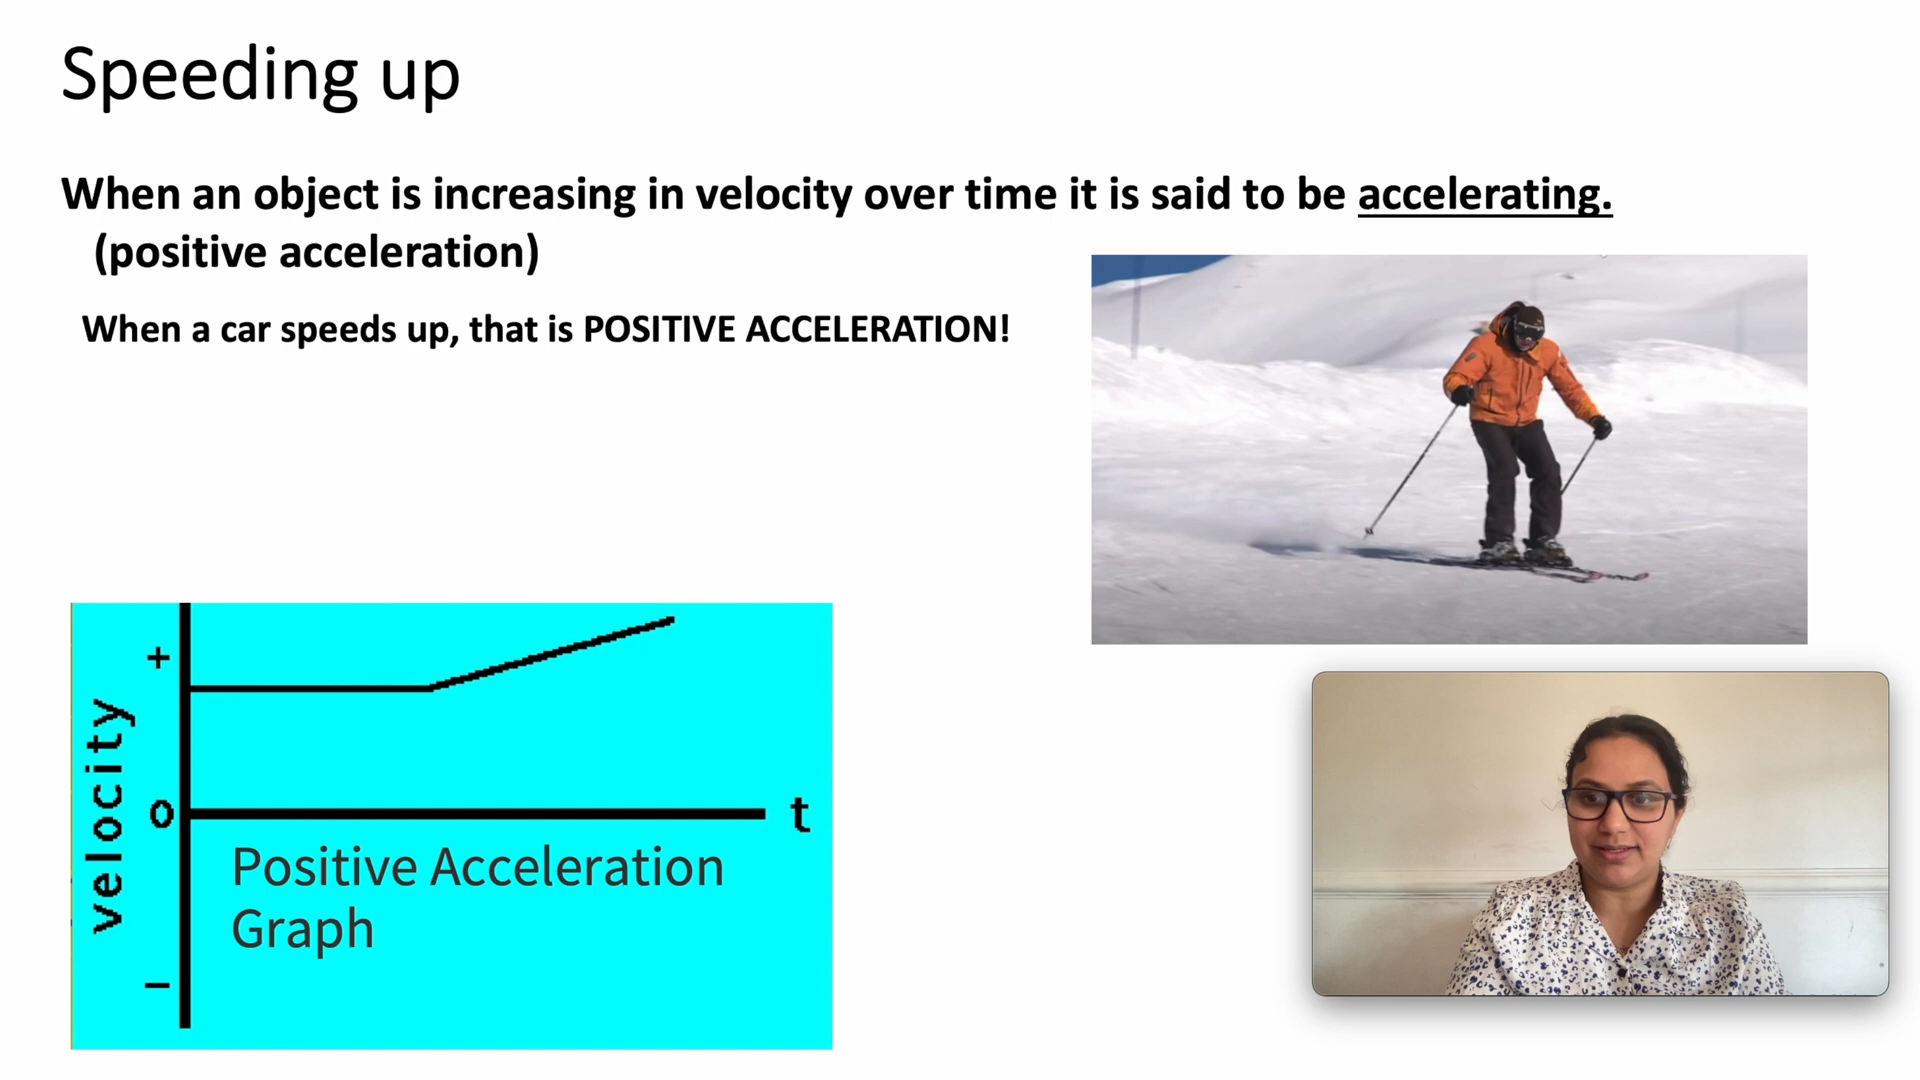 Speeding up
When an object is increasing in velocity over time it is said to be accelerating.
(positive acceleration)
When a car speeds up, that is POSITIVE ACCELERATION!
+
velocity
0
t
Positive Acceleration
Graph
−